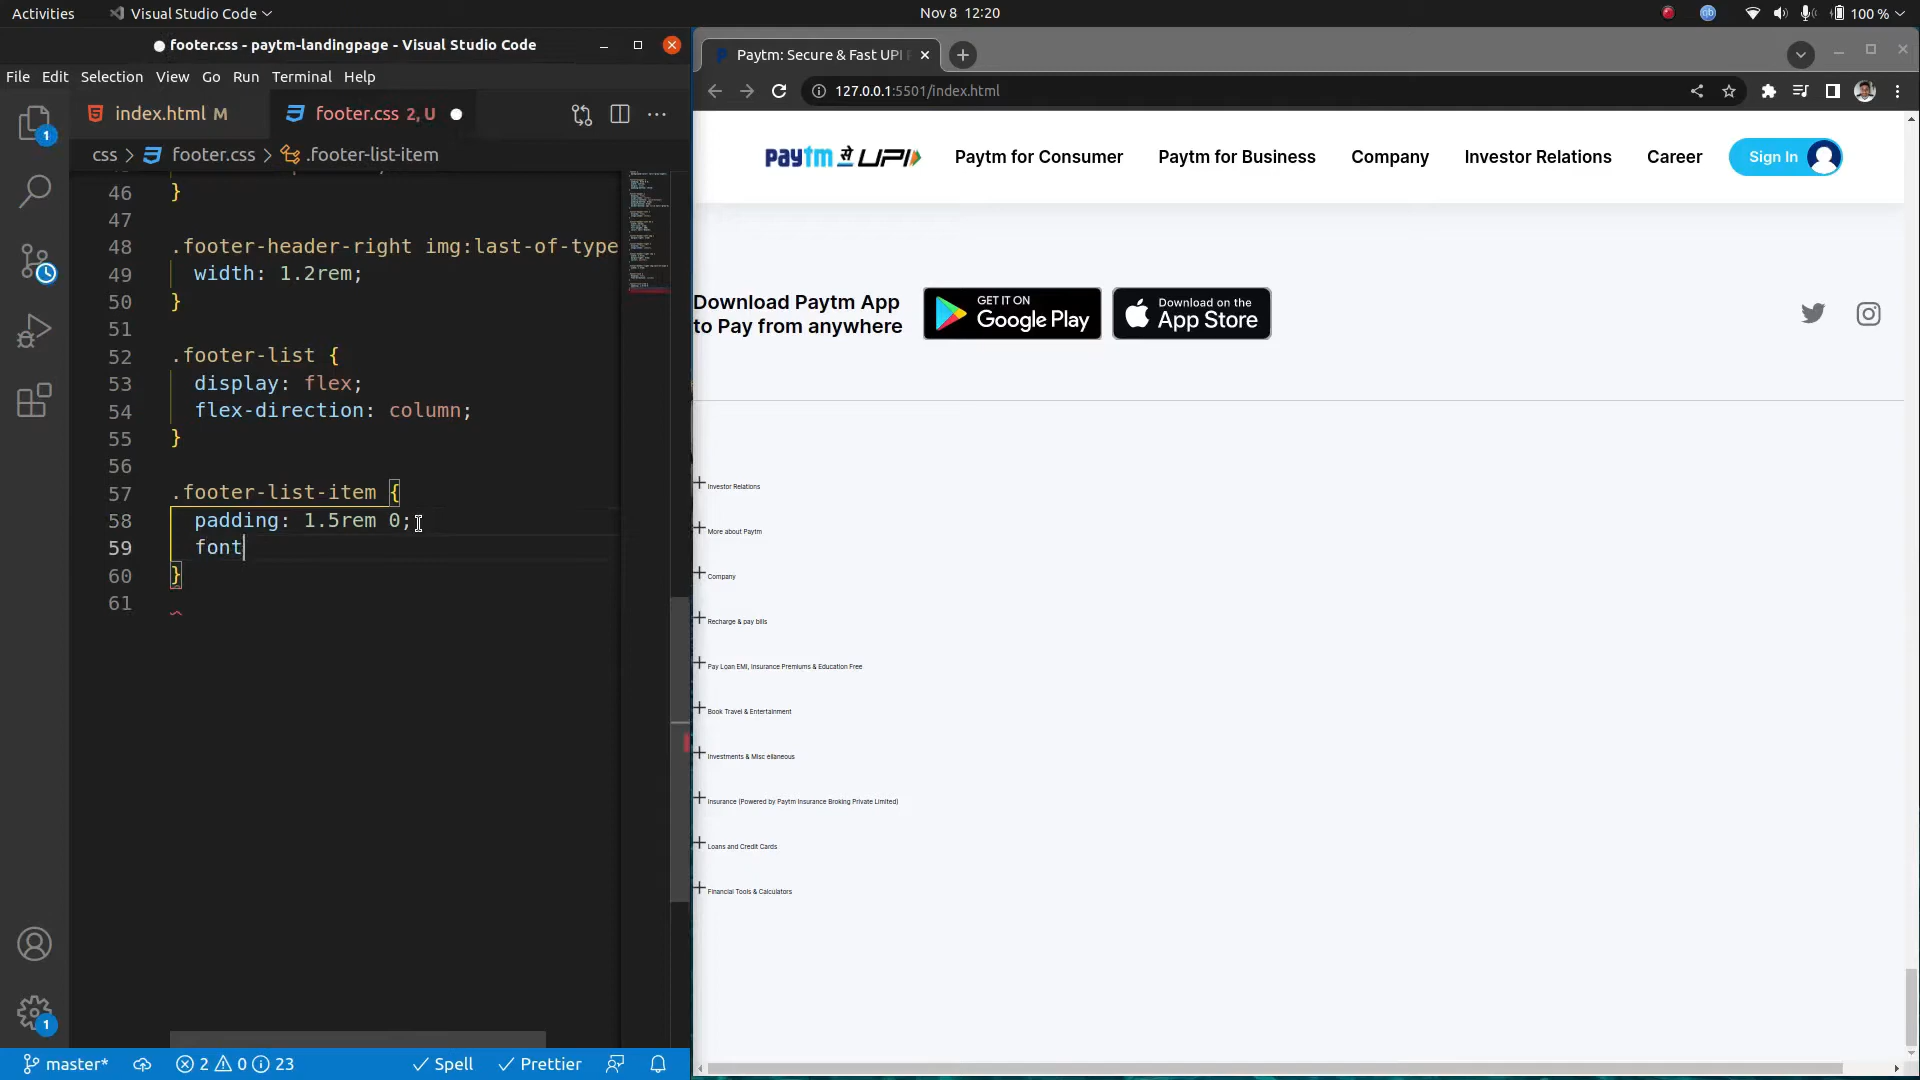 Activities
Visual Studio Code
Nov 8 12:20
100 %
footer.css - paytm-landingpage - Visual Studio Code
File Edit Selection View Go Run Terminal Help
index.html M
footer.css 2, U
css > footer.css > .footer-list-item
46 }
47
48 .footer-header-right img:last-of-type
49 width: 1.2rem;
50 }
51
52 .footer-list {
53 display: flex;
54 flex-direction: column;
55 }
56
57 .footer-list-item {
58 padding: 1.5rem 0;
59 font
60 }
61
1
1
master*
2 0 23
Spell
Prettier
Paytm: Secure & Fast UPI
127.0.0.1:5501/index.html
paytm से UPI
Paytm for Consumer
Paytm for Business
Company
Investor Relations
Career
Sign In
Download Paytm App
to Pay from anywhere
GET IT ON
Google Play
Download on the
App Store
Investor Relations
More about Paytm
Company
Recharge & pay bills
Pay Loan EMI, Insurance Premiums & Education Free
Book Travel & Entertainment
Investments & Misc ellaneous
Insurance (Powered by Paytm Insurance Broking Private Limited)
Loans and Credit Cards
Financial Tools & Calculators